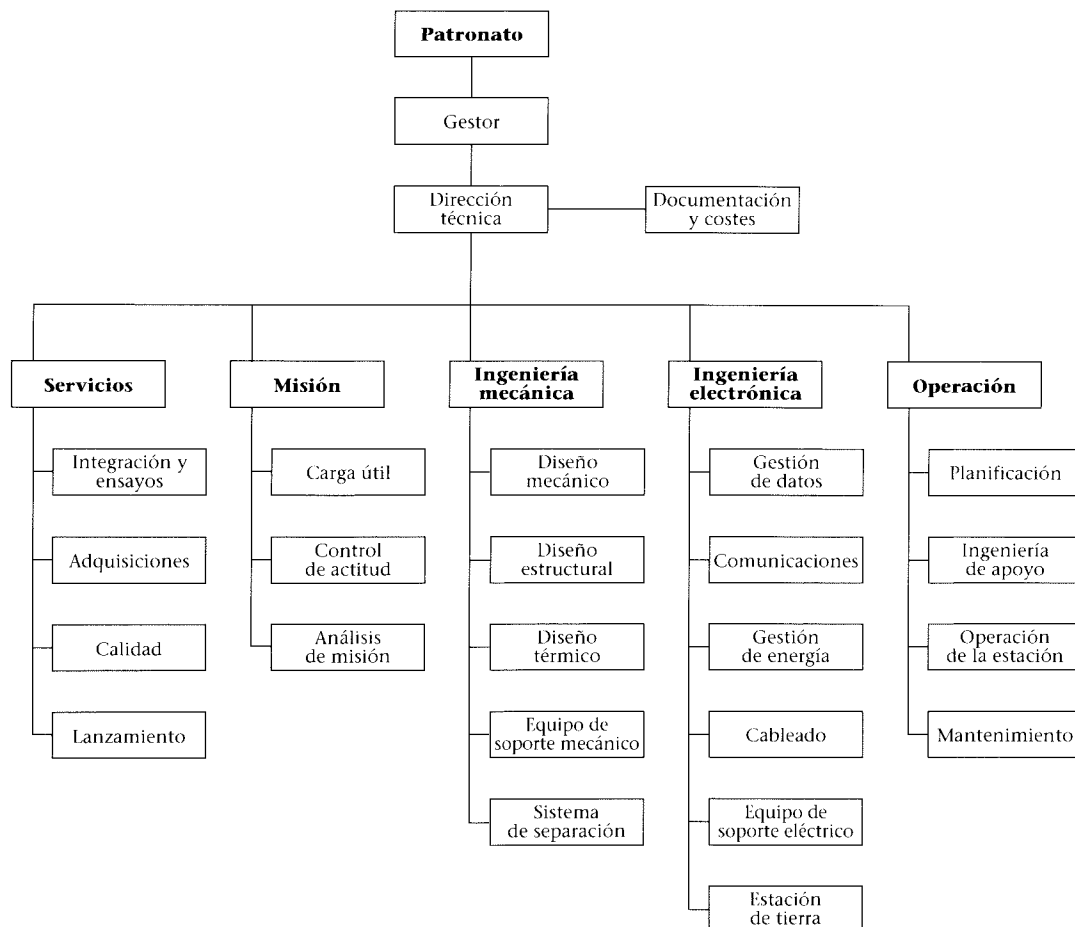 Patronato
Gestor
Dirección
técnica
Documentación
y costes
Servicios
Integración y
ensayos
Adquisiciones
Calidad
Lanzamiento
Misión
Carga útil
Control
de actitud
Análisis
de misión
Ingeniería
mecánica
Diseño
mecánico
Diseño
estructural
Diseño
térmico
Equipo de
soporte mecánico
Sistema
de separación
Ingeniería
electrónica
Gestión
de datos
Comunicaciones
Gestión
de energía
Cableado
Equipo de
soporte eléctrico
Estación
de tierra
Operación
Planificación
Ingeniería
de apoyo
Operación
de la estación
Mantenimiento